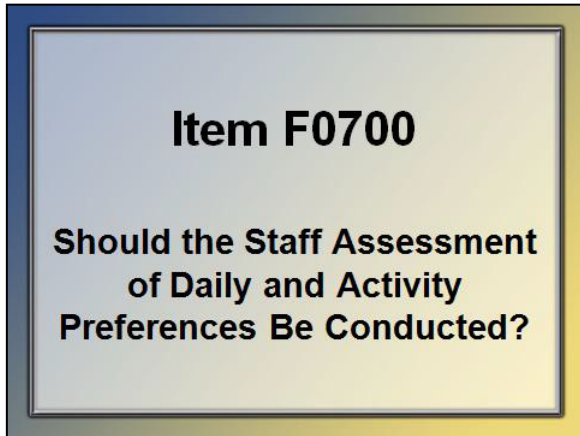 Item F0700
Should the Staff Assessment
of Daily and Activity
Preferences Be Conducted?